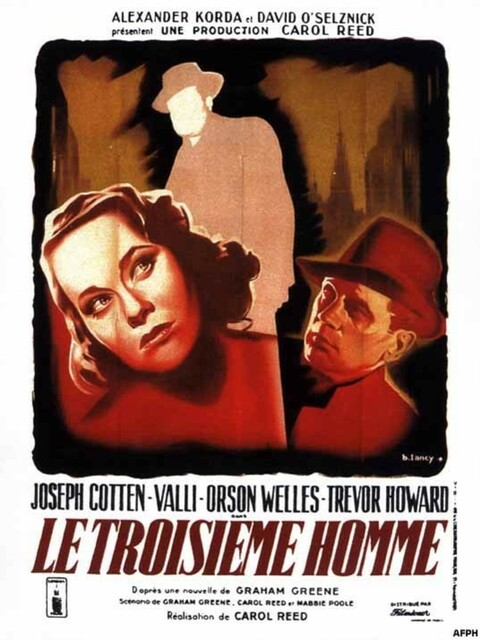 ALEXANDER KORDA et DAVID O'SELZNICK
présentent UNE PRODUCTION CAROL REED
b. Lancy
JOSEPH COTTEN-VALLI-ORSON WELLES-TREVOR HOWARD
dans
LE TROISIEME HOMME
D'après une nouvelle de GRAHAM GREENE
Scénario de GRAHAM GREENE, CAROL REED ET MABBIE POOLE
Réalisation de CAROL REED
DISTRIBUÉ PAR
Filmsonor
AFPH